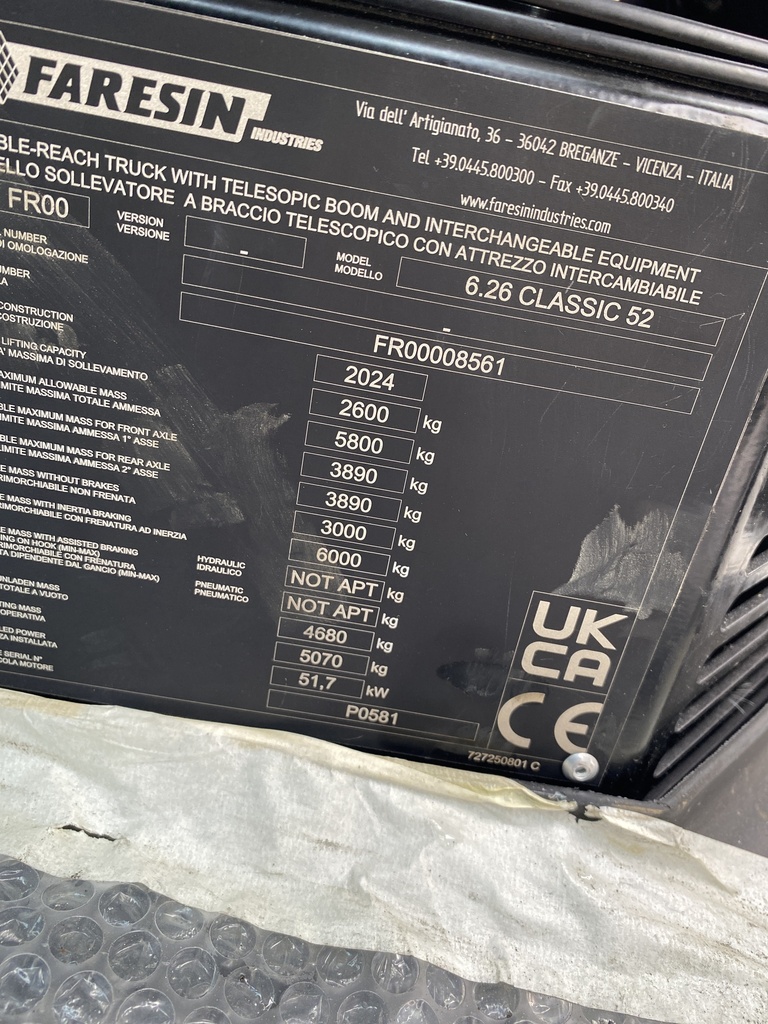 FARESIN
INDUSTRIES
Via dell' Artigianato, 36 - 36042 BREGANZE - VICENZA - ITALIA
Tel +39.0445.800300 - Fax +39.0445.800340
www.faresinindustries.com
BLE-REACH TRUCK WITH TELESOPIC BOOM AND INTERCHANGEABLE EQUIPMENT
ELLO SOLLEVATORE A BRACCIO TELESCOPICO CON ATTREZZO INTERCAMBIABILE
FR00 VERSION - MODEL 6.26 CLASSIC 52
VERSIONE MODELLO
NUMBER
DI OMOLOGAZIONE -
UMBER FR00008561
CONSTRUCTION 2024
COSTRUZIONE
LIFTING CAPACITY 2600 kg
A' MASSIMA DI SOLLEVAMENTO
AXIMUM ALLOWABLE MASS 5800 kg
IMITE MASSIMA TOTALE AMMESSA
BLE MAXIMUM MASS FOR FRONT AXLE 3890 kg
IMITE MASSIMA AMMESSA 1° ASSE
BLE MAXIMUM MASS FOR REAR AXLE 3890 kg
IMITE MASSIMA AMMESSA 2° ASSE
E MASS WITHOUT BRAKES 3000 kg
RIMORCHIABILE NON FRENATA
E MASS WITH INERTIA BRAKING 6000 kg
RIMORCHIABILE CON FRENATURA AD INERZIA
E MASS WITH ASSISTED BRAKING HYDRAULIC NOT APT kg
NG ON HOOK (MIN-MAX) IDRAULICO
RIMORCHIABILE CON FRENATURA PNEUMATIC NOT APT kg
TA DIPENDENTE DAL GANCIO (MIN-MAX) PNEUMATICO
UNLADEN MASS 4680 kg
TOTALE A VUOTO
TING MASS 5070 kg
OPERATIVA
LED POWER 51,7 kW
ZA INSTALLATA
E SERIAL N° P0581
COLA MOTORE
UK
CA
CE
727250801 C